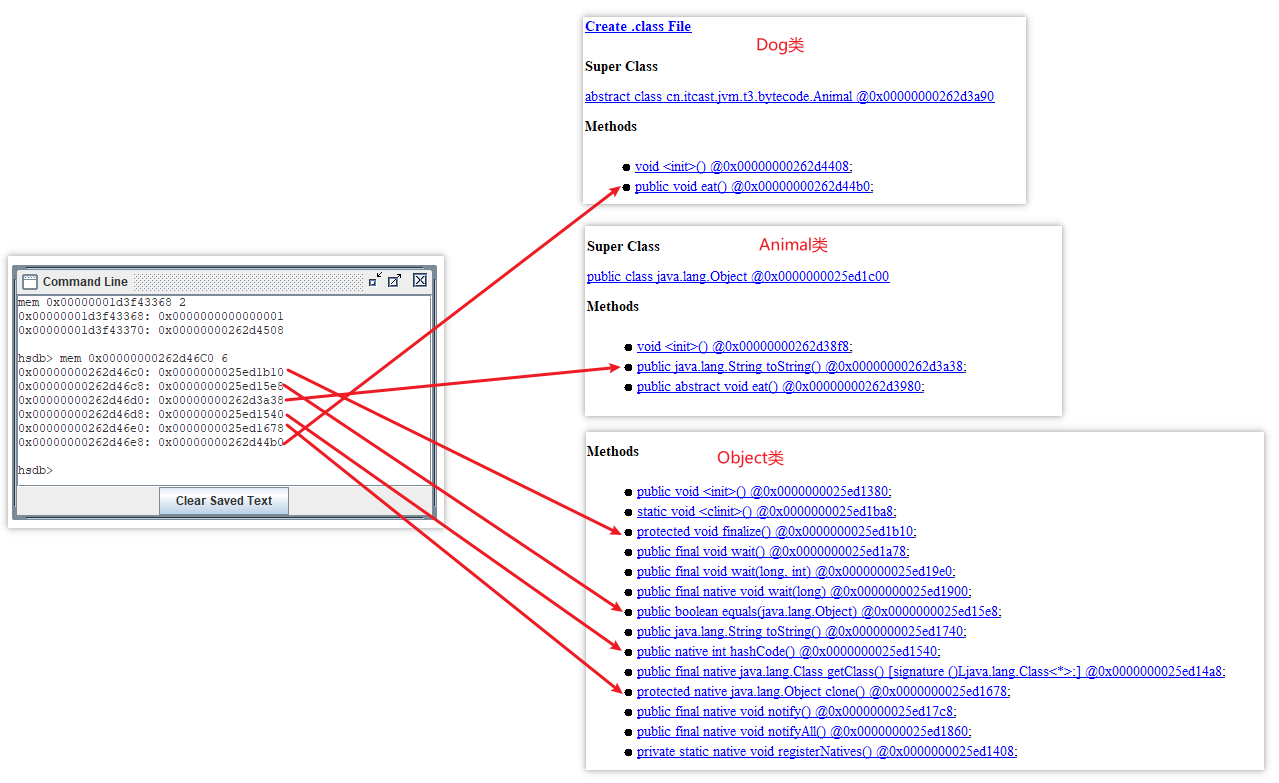 Command Line
mem 0x00000001d3f43368 2
0x00000001d3f43368: 0x0000000000000001
0x00000001d3f43370: 0x00000000262d4508
hsdb> mem 0x00000000262d46C0 6
0x00000000262d46c0: 0x0000000025ed1b10
0x00000000262d46c8: 0x0000000025ed15e8
0x00000000262d46d0: 0x00000000262d3a38
0x00000000262d46d8: 0x0000000025ed1540
0x00000000262d46e0: 0x0000000025ed1678
0x00000000262d46e8: 0x00000000262d44b0
hsdb>
Clear Saved Text
Create .class File
Dog类
Super Class
abstract class cn.itcast.jvm.t3.bytecode.Animal @0x00000000262d3a90
Methods
void <init>() @0x00000000262d4408;
public void eat() @0x00000000262d44b0;
Animal类
Super Class
public class java.lang.Object @0x0000000025ed1c00
Methods
void <init>() @0x00000000262d38f8;
public java.lang.String toString() @0x00000000262d3a38;
public abstract void eat() @0x00000000262d3980;
Methods
Object类
public void <init>() @0x0000000025ed1380;
static void <clinit>() @0x0000000025ed1ba8;
protected void finalize() @0x0000000025ed1b10;
public final void wait() @0x0000000025ed1a78;
public final void wait(long, int) @0x0000000025ed19e0;
public final native void wait(long) @0x0000000025ed1900;
public boolean equals(java.lang.Object) @0x0000000025ed15e8;
public java.lang.String toString() @0x0000000025ed1740;
public native int hashCode() @0x0000000025ed1540;
public final native java.lang.Class getClass() [signature ()Ljava.lang.Class<*>;] @0x0000000025ed14a8;
protected native java.lang.Object clone() @0x0000000025ed1678;
public final native void notify() @0x0000000025ed17c8;
public final native void notifyAll() @0x0000000025ed1860;
private static native void registerNatives() @0x0000000025ed1408;